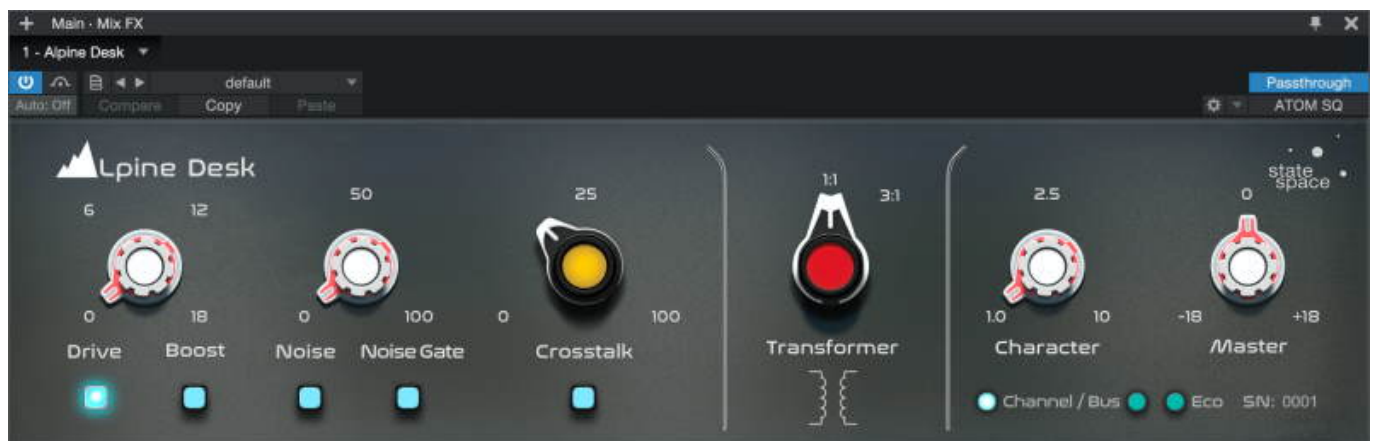 Main · Mix FX
1 - Alpine Desk
default
Passthrough
Auto: Off Compare Copy Paste
ATOM SQ
Alpine Desk
state
space
6 12
0 18
50
0 100
25
0 100
1:1
3:1
2.5
1.0 10
0
-18 +18
Drive Boost Noise Noise Gate Crosstalk Transformer Character Master
Channel / Bus Eco SN: 0001